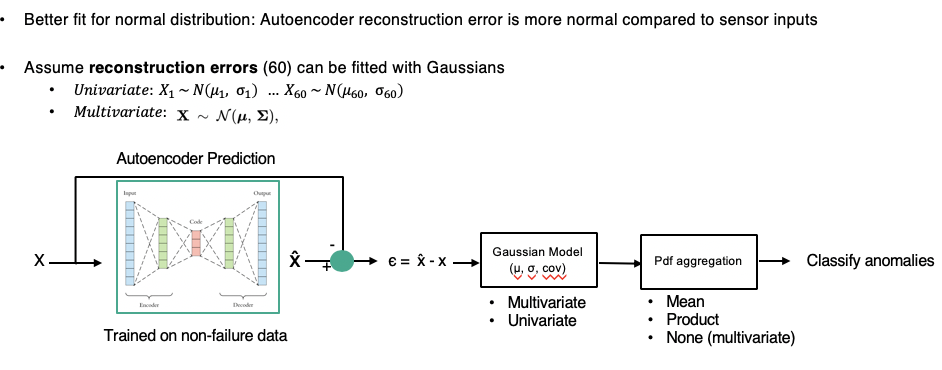 • Better fit for normal distribution: Autoencoder reconstruction error is more normal compared to sensor inputs
• Assume reconstruction errors (60) can be fitted with Gaussians
• Univariate: X₁ ~ N(μ₁, σ₁) ... X₆₀ ~ N(μ₆₀, σ₆₀)
• Multivariate: X ~ 𝒩(μ, Σ),
Autoencoder Prediction
Input
Output
Code
Encoder
Decoder
X
X̂
-
+
ϵ = x̂ - x
Gaussian Model
(μ, σ, cov)
Pdf aggregation
Classify anomalies
• Multivariate
• Univariate
• Mean
• Product
• None (multivariate)
Trained on non-failure data